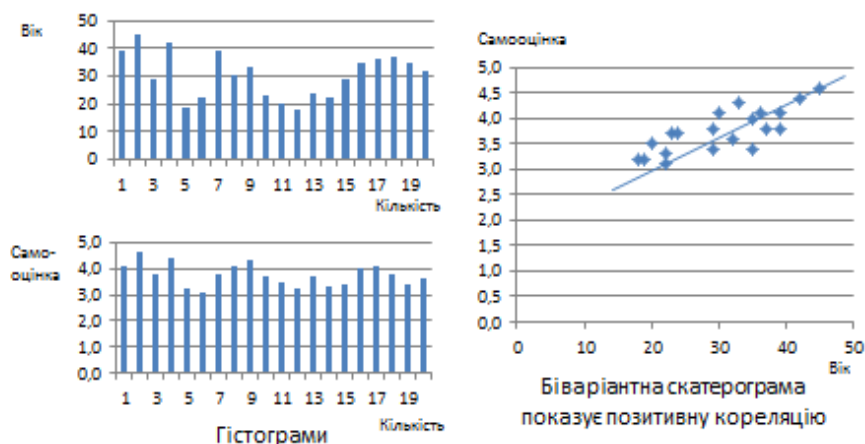 Вік
50
40
30
20
10
0
1 3 5 7 9 11 13 15 17 19
Кількість
Само-
оцінка
5,0
4,0
3,0
2,0
1,0
0,0
1 3 5 7 9 11 13 15 17 19
Кількість
Гістограми
Самооцінка
5,0
4,5
4,0
3,5
3,0
2,5
2,0
1,5
1,0
0,5
0,0
0 10 20 30 40 50
Вік
Біваріантна скатерограма
показує позитивну кореляцію